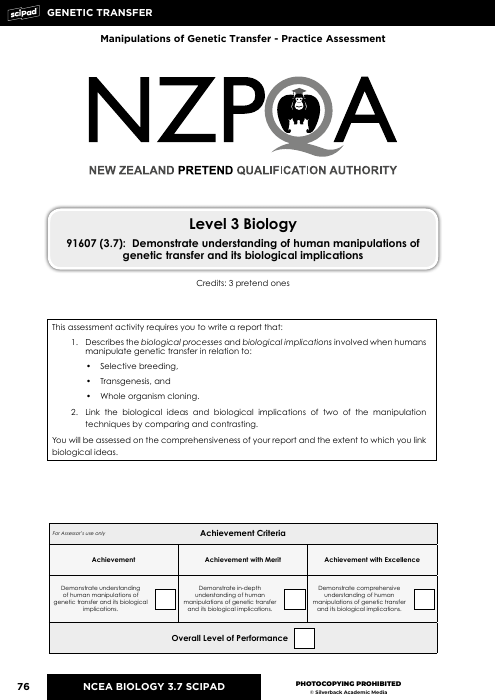 scipad GENETIC TRANSFER
Manipulations of Genetic Transfer - Practice Assessment
NZPQA
NEW ZEALAND PRETEND QUALIFICATION AUTHORITY
Level 3 Biology
91607 (3.7): Demonstrate understanding of human manipulations of
genetic transfer and its biological implications
Credits: 3 pretend ones
This assessment activity requires you to write a report that:
1. Describes the biological processes and biological implications involved when humans
manipulate genetic transfer in relation to:
• Selective breeding,
• Transgenesis, and
• Whole organism cloning.
2. Link the biological ideas and biological implications of two of the manipulation
techniques by comparing and contrasting.
You will be assessed on the comprehensiveness of your report and the extent to which you link
biological ideas.
For Assessor's use only
Achievement Criteria
Achievement
Achievement with Merit
Achievement with Excellence
Demonstrate understanding
of human manipulations of
genetic transfer and its biological
implications.
Demonstrate in-depth
understanding of human
manipulations of genetic transfer
and its biological implications.
Demonstrate comprehensive
understanding of human
manipulations of genetic transfer
and its biological implications.
Overall Level of Performance
76
NCEA BIOLOGY 3.7 SCIPAD
PHOTOCOPYING PROHIBITED
© Silverback Academic Media